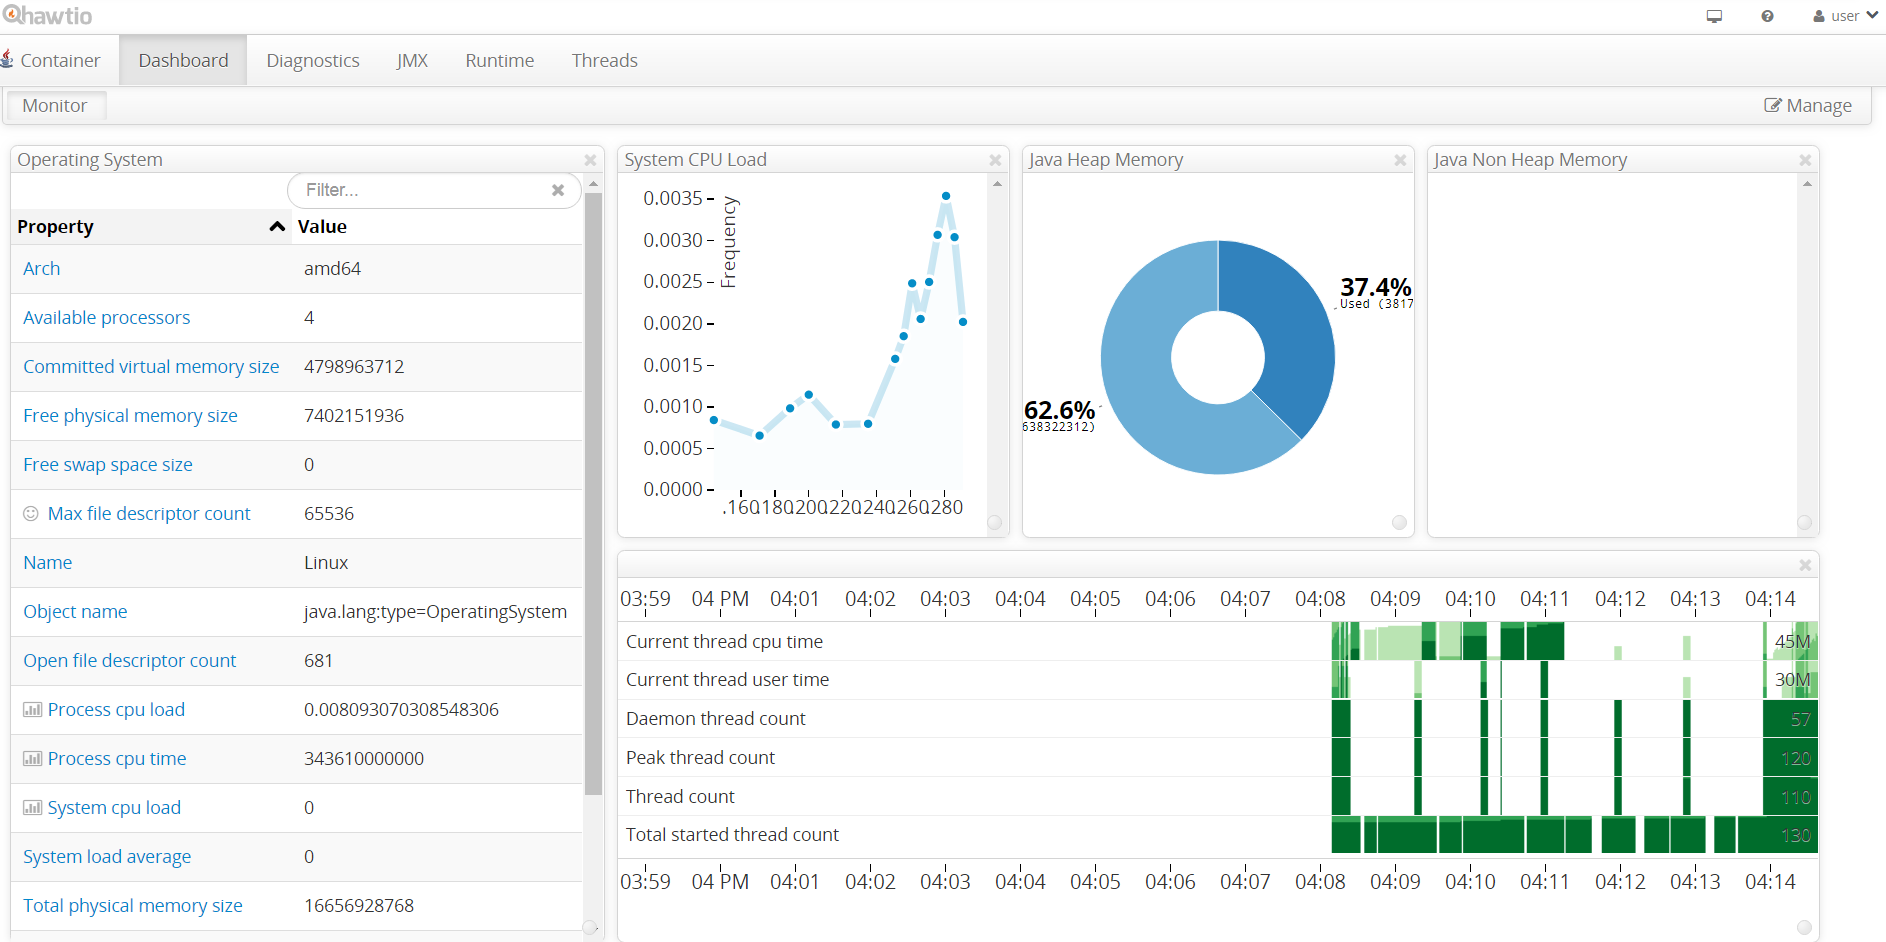 hawtio
user
Container Dashboard Diagnostics JMX Runtime Threads
Monitor
Manage
Operating System
Filter...
Property Value
Arch amd64
Available processors 4
Committed virtual memory size 4798963712
Free physical memory size 7402151936
Free swap space size 0
Max file descriptor count 65536
Name Linux
Object name java.lang:type=OperatingSystem
Open file descriptor count 681
Process cpu load 0.008093070308548306
Process cpu time 343610000000
System cpu load 0
System load average 0
Total physical memory size 16656928768
System CPU Load
0.0035
0.0030
0.0025
0.0020
0.0015
0.0010
0.0005
0.0000
Frequency
.160 .180 .200 .220 .240 .260 .280
Java Heap Memory
37.4%
Used (3817
62.6%
638322312)
Java Non Heap Memory
03:59 04 PM 04:01 04:02 04:03 04:04 04:05 04:06 04:07 04:08 04:09 04:10 04:11 04:12 04:13 04:14
Current thread cpu time 45M
Current thread user time 30M
Daemon thread count 57
Peak thread count 120
Thread count 110
Total started thread count 130
03:59 04 PM 04:01 04:02 04:03 04:04 04:05 04:06 04:07 04:08 04:09 04:10 04:11 04:12 04:13 04:14